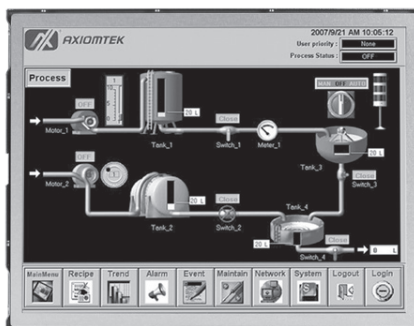 AXIOMTEK
2007/9/21 AM 10:05:12
User priority : None
Process Status : OFF
Process
OFF
MAN OFF AUTO
Motor_1
20 L
Tank_1
Close
Switch_1
Meter_1
Tank_3
20 L
OFF
Motor_2
20 L
Tank_2
Close
Switch_2
Tank_4
Close
Switch_3
20 L
Close
Switch_4
0 L
MainMenu Recipe Trend Alarm Event Maintain Network System Logout Login